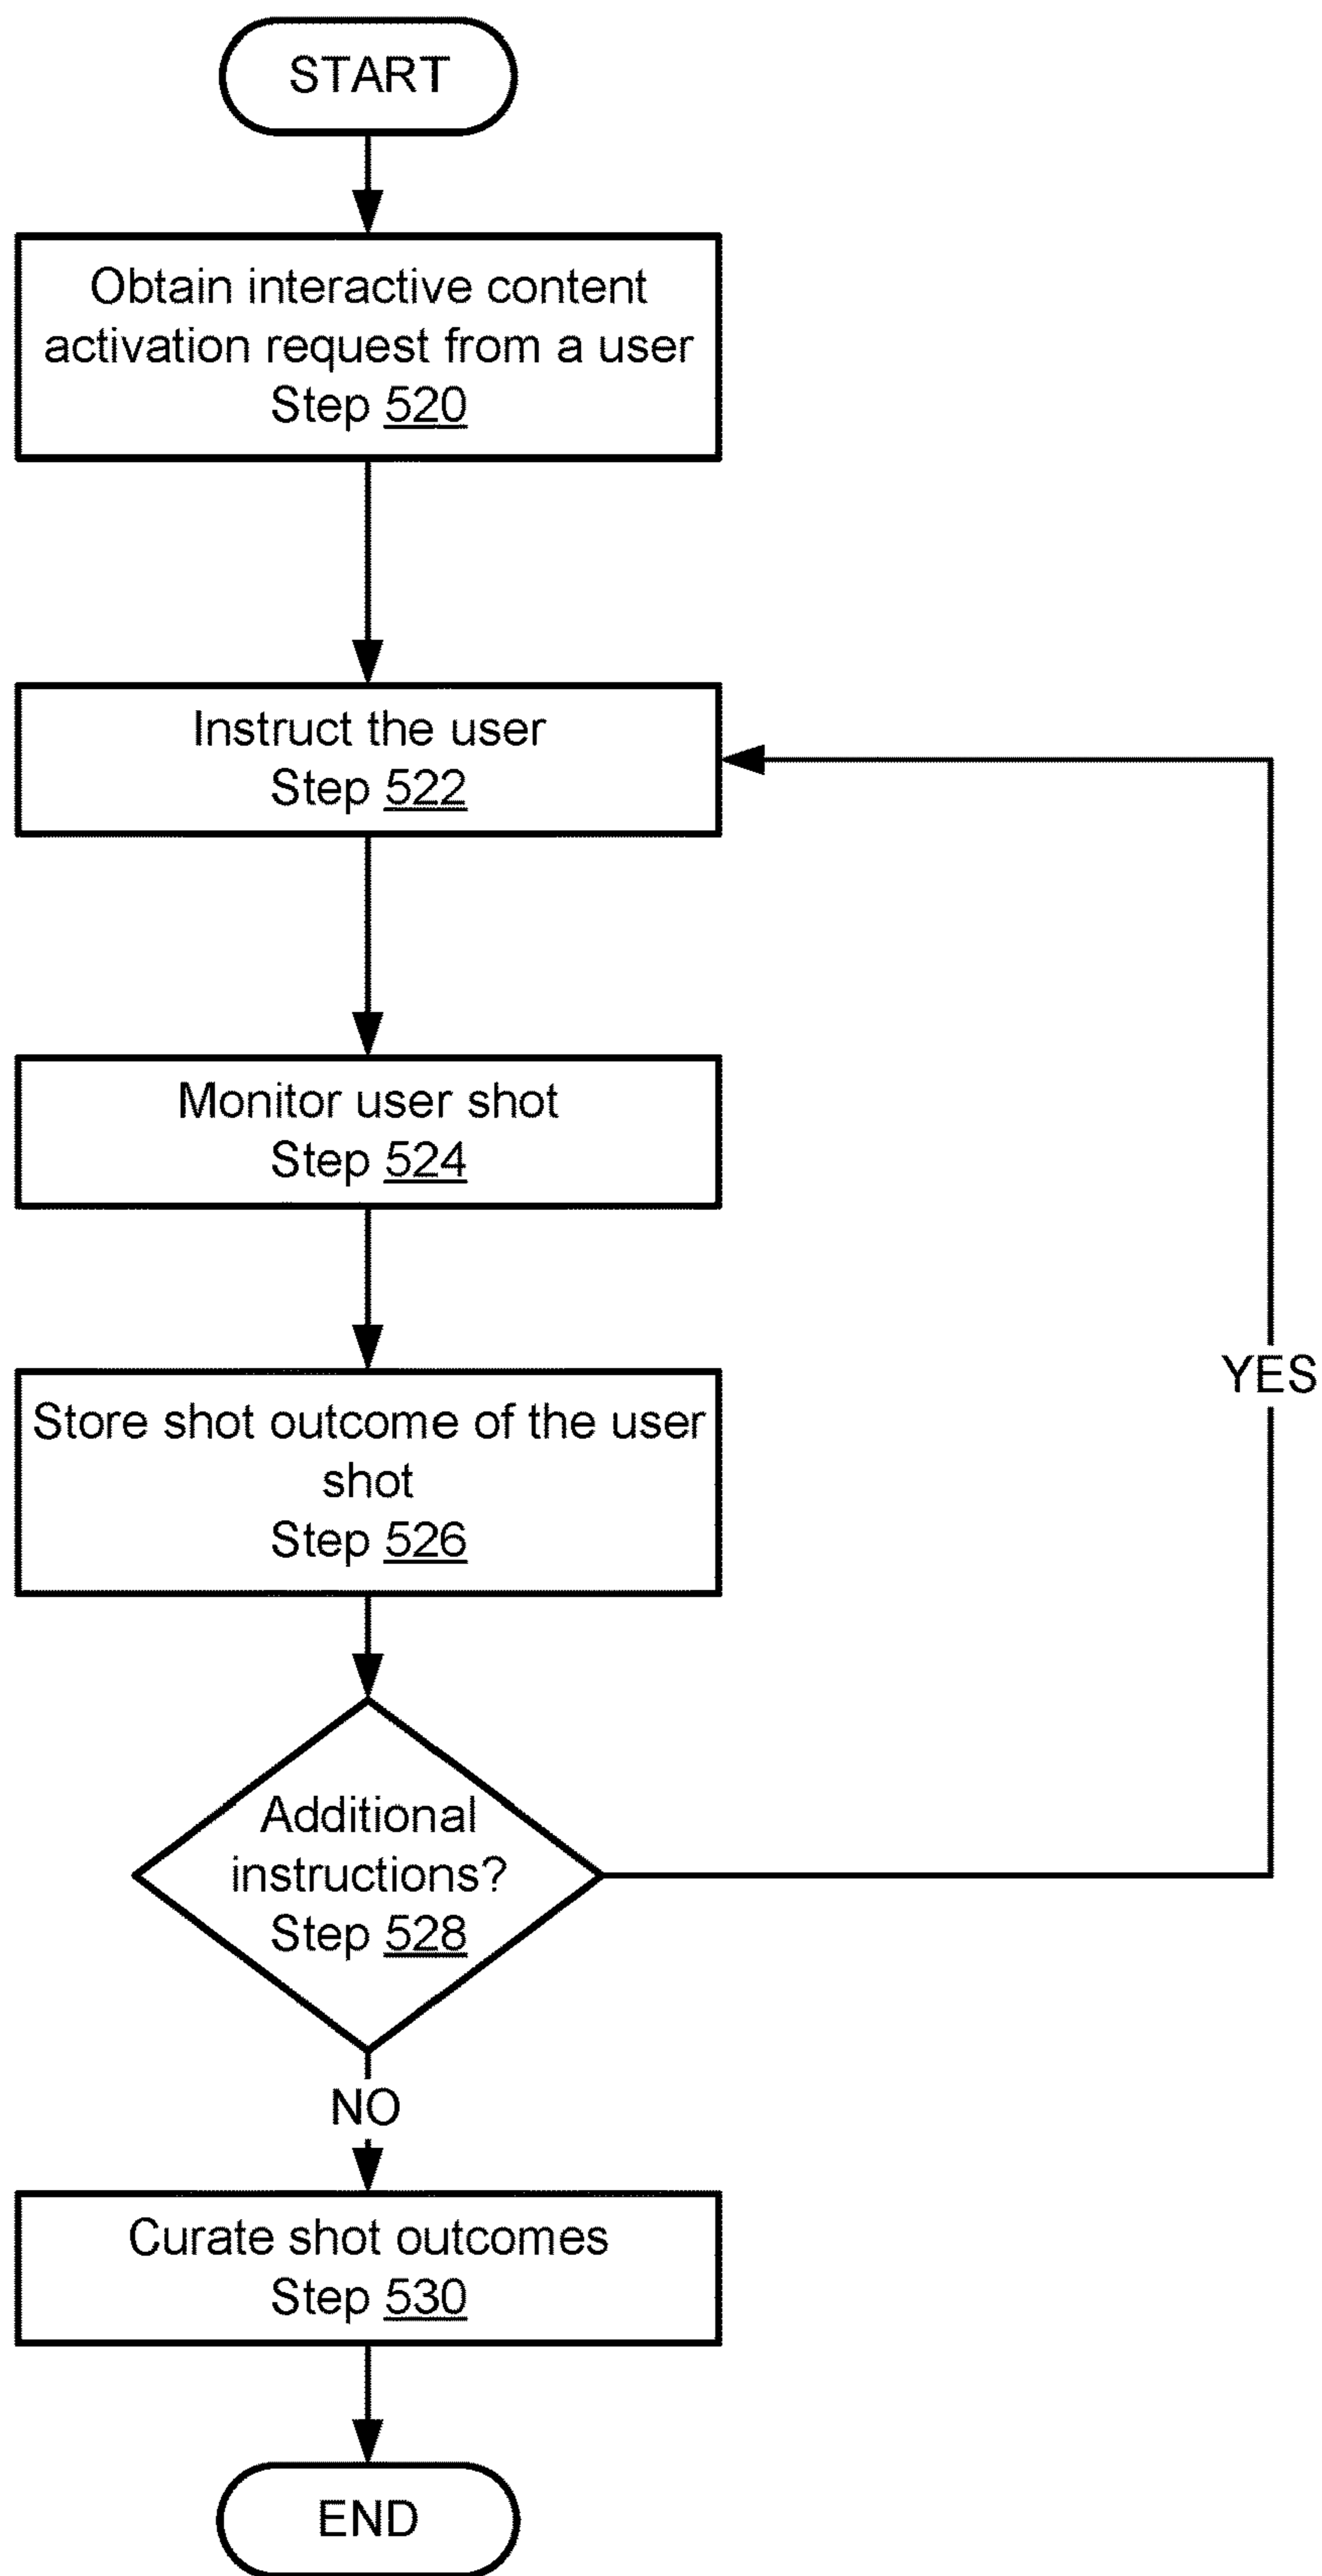 START
Obtain interactive content
activation request from a user
Step 520
Instruct the user
Step 522
Monitor user shot
Step 524
Store shot outcome of the user
shot
Step 526
YES
Additional
instructions?
Step 528
NO
Curate shot outcomes
Step 530
END